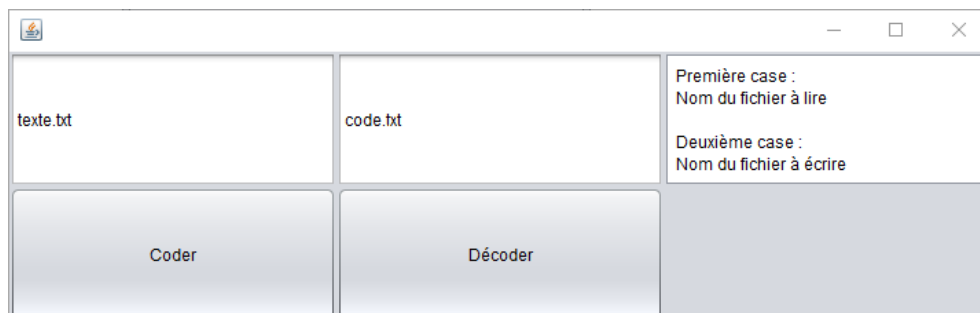 texte.txt
code.txt
Première case :
Nom du fichier à lire
Deuxième case :
Nom du fichier à écrire
Coder
Décoder